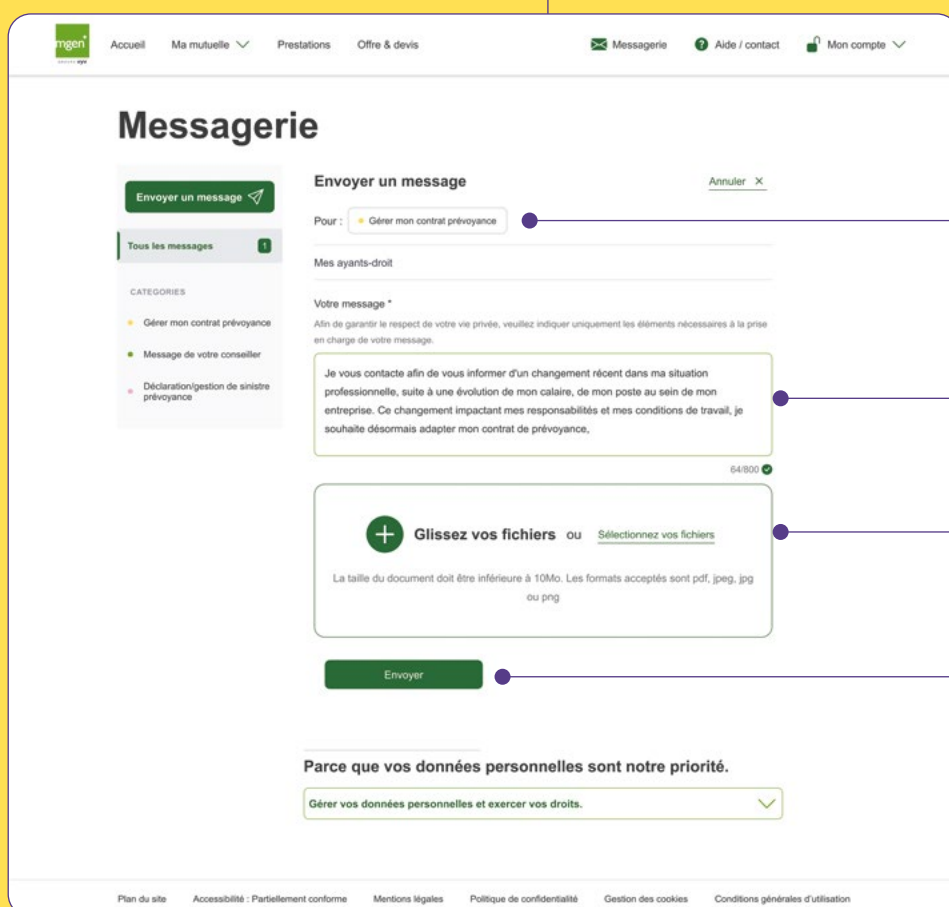 mgen
Accueil Ma mutuelle Prestations Offre & devis Messagerie Aide / contact Mon compte
Messagerie
Envoyer un message
Tous les messages 1
CATEGORIES
Gérer mon contrat prévoyance
Message de votre conseiller
Déclaration/gestion de sinistre
prévoyance
Envoyer un message Annuler
Pour : Gérer mon contrat prévoyance
Mes ayants-droit
Votre message *
Afin de garantir le respect de votre vie privée, veuillez indiquer uniquement les éléments nécessaires à la prise
en charge de votre message.
Je vous contacte afin de vous informer d'un changement récent dans ma situation
professionnelle, suite à une évolution de mon calaire, de mon poste au sein de mon
entreprise. Ce changement impactant mes responsabilités et mes conditions de travail, je
souhaite désormais adapter mon contrat de prévoyance,
64/800
Glissez vos fichiers ou Sélectionnez vos fichiers
La taille du document doit être inférieure à 10Mo. Les formats acceptés sont pdf, jpeg, jpg
ou png
Envoyer
Parce que vos données personnelles sont notre priorité.
Gérer vos données personnelles et exercer vos droits.
Plan du site Accessibilité : Partiellement conforme Mentions légales Politique de confidentialité Gestion des cookies Conditions générales d'utilisation